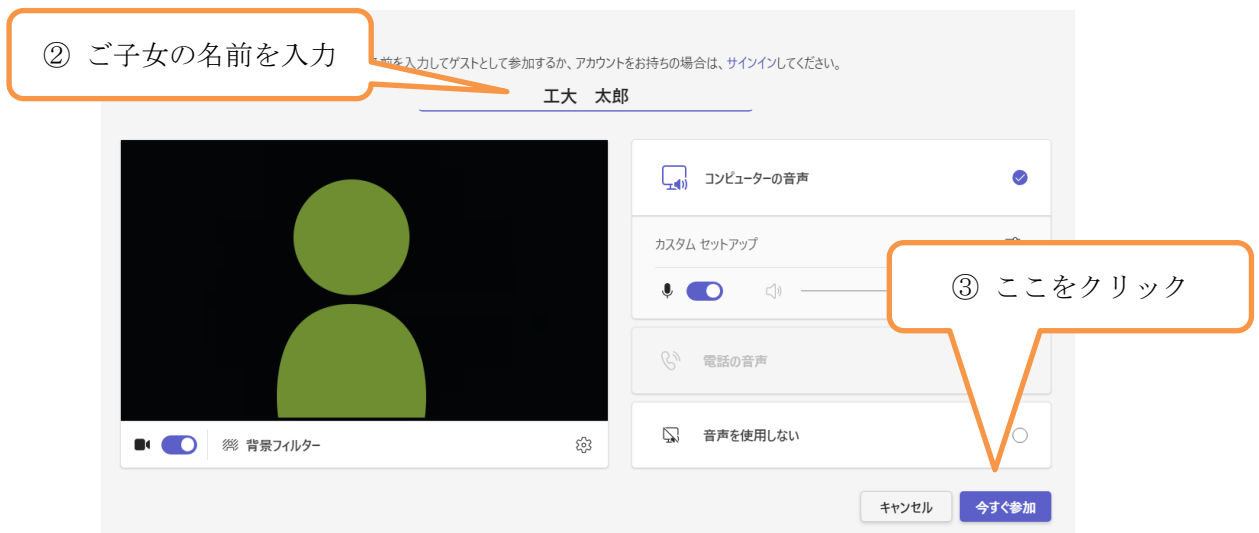 ② ご子女の名前を入力
前を入力してゲストとして参加するか、アカウントをお持ちの場合は、サインインしてください。
工大 太郎
コンピューターの音声
カスタム セットアップ
③ ここをクリック
電話の音声
音声を使用しない
背景フィルター
キャンセル
今すぐ参加